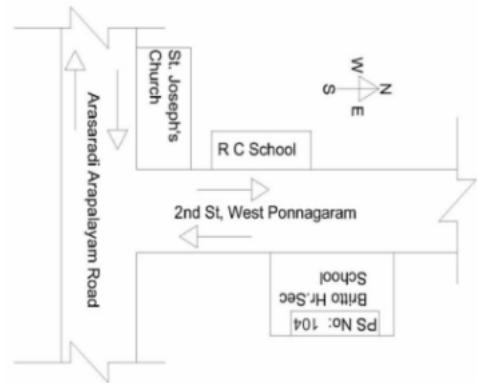 St. Joseph's
Church
W
N
S
E
R C School
Arasaradi Arapalayam Road
2nd St, West Ponnagaram
Britto Hr.Sec
School
PS No: 104